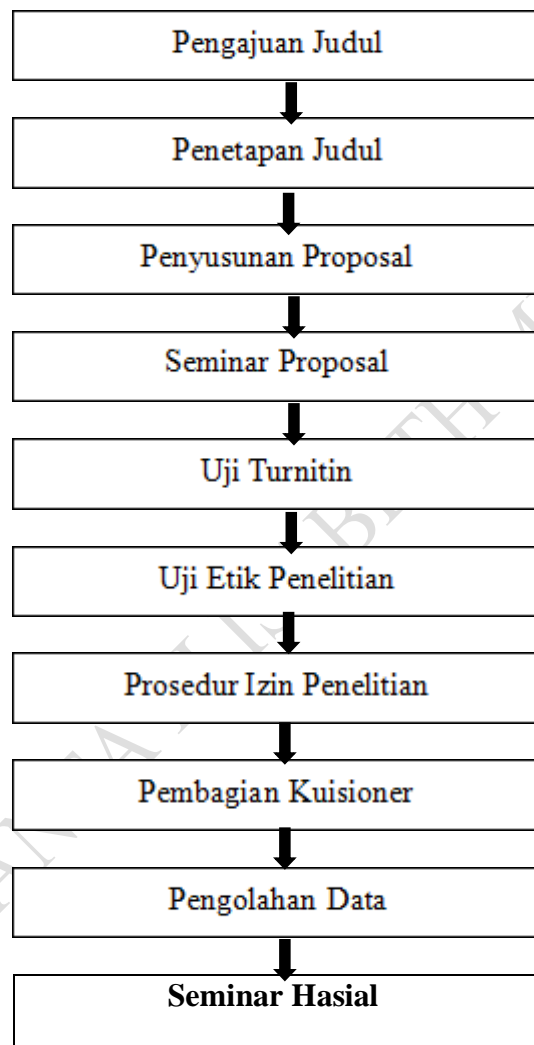 Pengajuan Judul
Penetapan Judul
Penyusunan Proposal
Seminar Proposal
Uji Turnitin
Uji Etik Penelitian
Prosedur Izin Penelitian
Pembagian Kuisioner
Pengolahan Data
Seminar Hasial